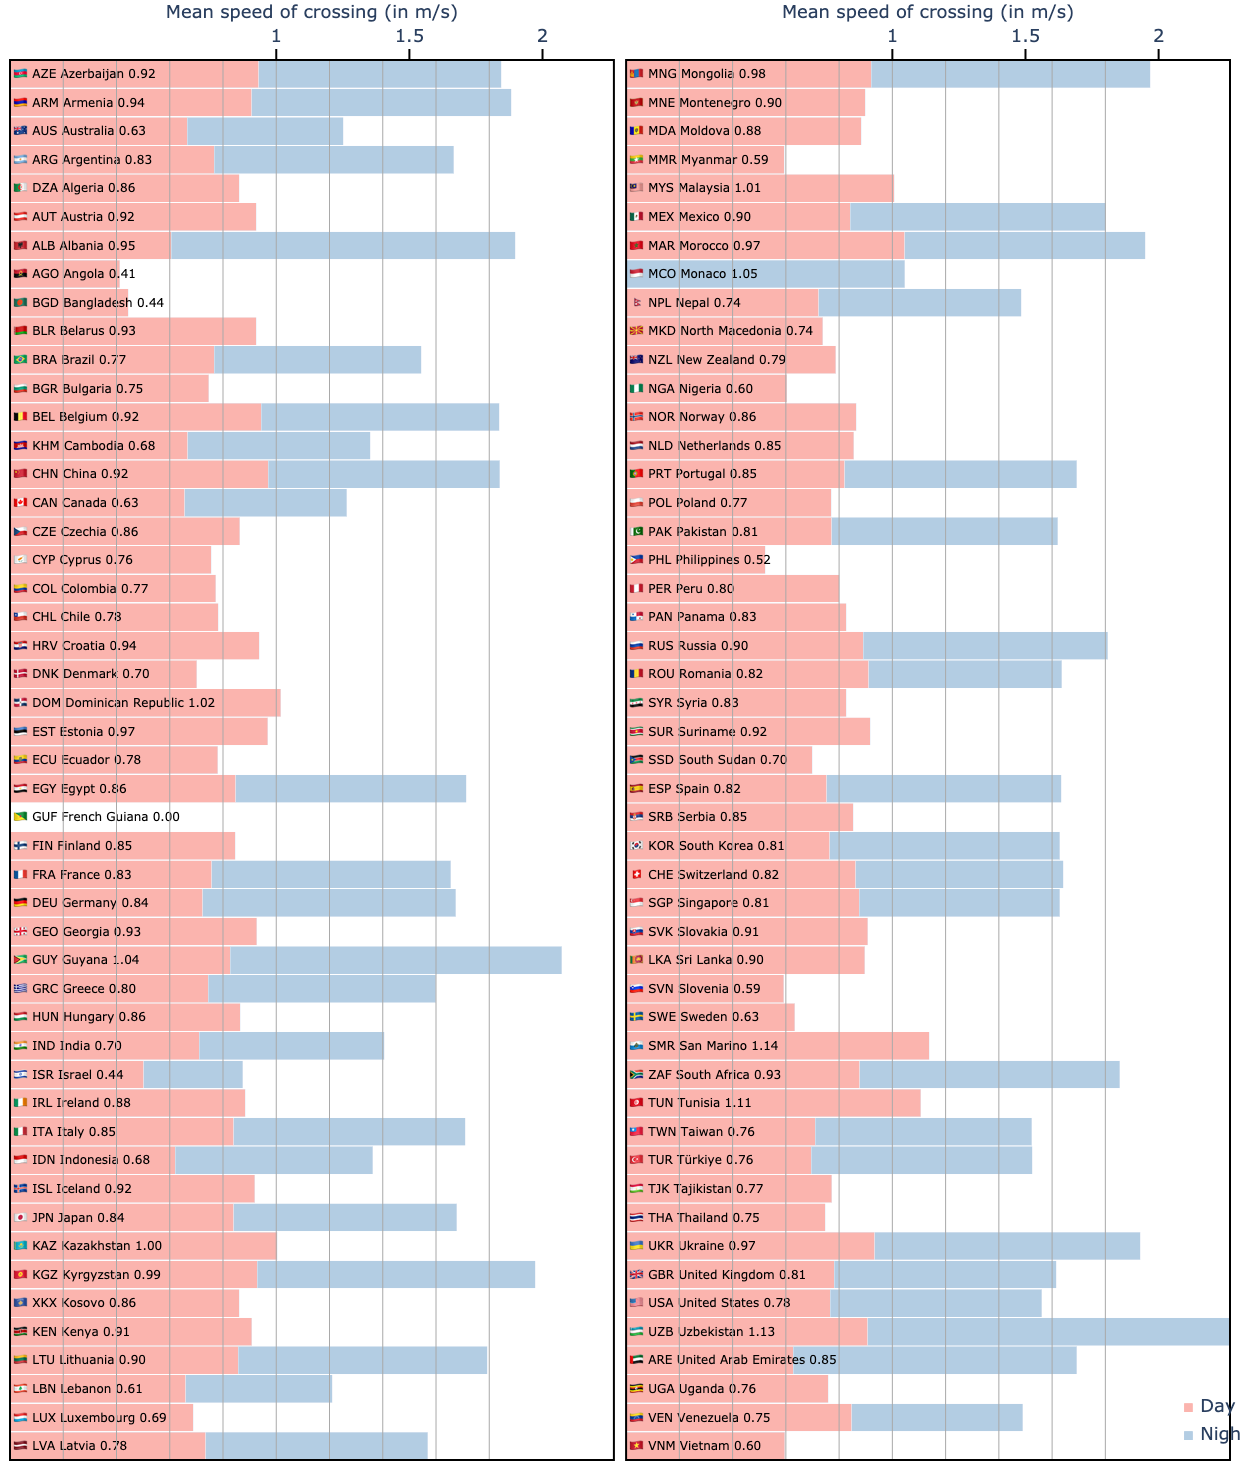 Mean speed of crossing (in m/s)
1 1.5 2
AZE Azerbaijan 0.92
ARM Armenia 0.94
AUS Australia 0.63
ARG Argentina 0.83
DZA Algeria 0.86
AUT Austria 0.92
ALB Albania 0.95
AGO Angola 0.41
BGD Bangladesh 0.44
BLR Belarus 0.93
BRA Brazil 0.77
BGR Bulgaria 0.75
BEL Belgium 0.92
KHM Cambodia 0.68
CHN China 0.92
CAN Canada 0.63
CZE Czechia 0.86
CYP Cyprus 0.76
COL Colombia 0.77
CHL Chile 0.78
HRV Croatia 0.94
DNK Denmark 0.70
DOM Dominican Republic 1.02
EST Estonia 0.97
ECU Ecuador 0.78
EGY Egypt 0.86
GUF French Guiana 0.00
FIN Finland 0.85
FRA France 0.83
DEU Germany 0.84
GEO Georgia 0.93
GUY Guyana 1.04
GRC Greece 0.80
HUN Hungary 0.86
IND India 0.70
ISR Israel 0.44
IRL Ireland 0.88
ITA Italy 0.85
IDN Indonesia 0.68
ISL Iceland 0.92
JPN Japan 0.84
KAZ Kazakhstan 1.00
KGZ Kyrgyzstan 0.99
XKX Kosovo 0.86
KEN Kenya 0.91
LTU Lithuania 0.90
LBN Lebanon 0.61
LUX Luxembourg 0.69
LVA Latvia 0.78
Mean speed of crossing (in m/s)
1 1.5 2
MNG Mongolia 0.98
MNE Montenegro 0.90
MDA Moldova 0.88
MMR Myanmar 0.59
MYS Malaysia 1.01
MEX Mexico 0.90
MAR Morocco 0.97
MCO Monaco 1.05
NPL Nepal 0.74
MKD North Macedonia 0.74
NZL New Zealand 0.79
NGA Nigeria 0.60
NOR Norway 0.86
NLD Netherlands 0.85
PRT Portugal 0.85
POL Poland 0.77
PAK Pakistan 0.81
PHL Philippines 0.52
PER Peru 0.80
PAN Panama 0.83
RUS Russia 0.90
ROU Romania 0.82
SYR Syria 0.83
SUR Suriname 0.92
SSD South Sudan 0.70
ESP Spain 0.82
SRB Serbia 0.85
KOR South Korea 0.81
CHE Switzerland 0.82
SGP Singapore 0.81
SVK Slovakia 0.91
LKA Sri Lanka 0.90
SVN Slovenia 0.59
SWE Sweden 0.63
SMR San Marino 1.14
ZAF South Africa 0.93
TUN Tunisia 1.11
TWN Taiwan 0.76
TUR Türkiye 0.76
TJK Tajikistan 0.77
THA Thailand 0.75
UKR Ukraine 0.97
GBR United Kingdom 0.81
USA United States 0.78
UZB Uzbekistan 1.13
ARE United Arab Emirates 0.85
UGA Uganda 0.76
VEN Venezuela 0.75
VNM Vietnam 0.60
Day
Nigh